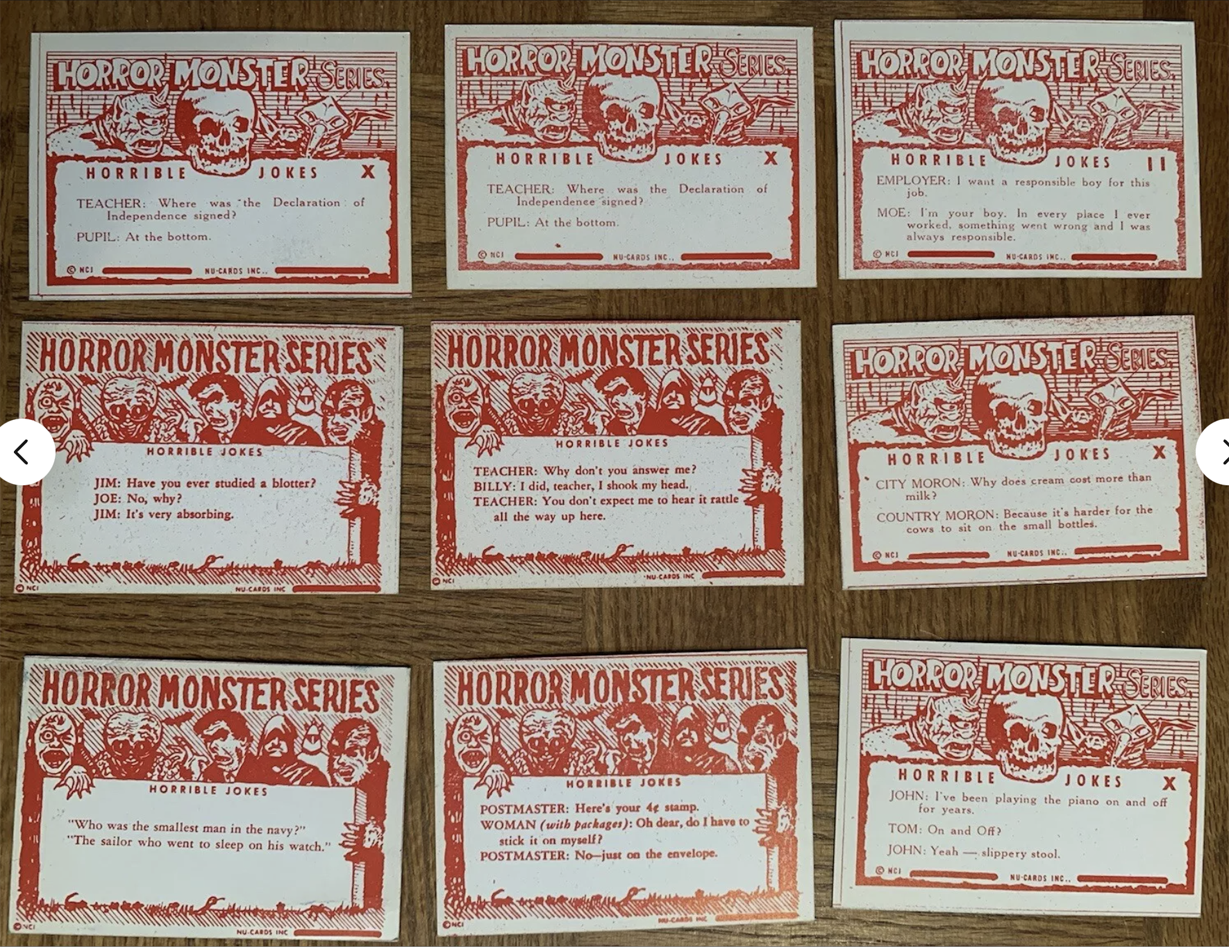 HORROR MONSTER SERIES.
HORRIBLE JOKES X
TEACHER: Where was the Declaration of
Independence signed?
PUPIL: At the bottom.
© NCI NU-CARDS INC.,
HORROR MONSTER SERIES.
HORRIBLE JOKES X
TEACHER: Where was the Declaration of
Independence signed?
PUPIL: At the bottom.
© NCI NU-CARDS INC.,
HORROR MONSTER SERIES.
HORRIBLE JOKES II
EMPLOYER: I want a responsible boy for this
job.
MOE: I'm your boy. In every place I ever
worked, something went wrong and I was
always responsible.
© NCI NU-CARDS INC.,
HORROR MONSTER SERIES
HORRIBLE JOKES
JIM: Have you ever studied a blotter?
JOE: No, why?
JIM: It's very absorbing.
© NCI NU-CARDS INC
HORROR MONSTER SERIES
HORRIBLE JOKES
TEACHER: Why don't you answer me?
BILLY: I did, teacher, I shook my head.
TEACHER: You don't expect me to hear it rattle
all the way up here.
© NCI NU-CARDS INC
HORROR MONSTER SERIES.
HORRIBLE JOKES X
CITY MORON: Why does cream cost more than
milk?
COUNTRY MORON: Because it's harder for the
cows to sit on the small bottles.
© NCI NU-CARDS INC.,
HORROR MONSTER SERIES
HORRIBLE JOKES
"Who was the smallest man in the navy?"
"The sailor who went to sleep on his watch."
© NCI NU-CARDS INC
HORROR MONSTER SERIES
HORRIBLE JOKES
POSTMASTER: Here's your 4¢ stamp.
WOMAN (with packages): Oh dear, do I have to
stick it on myself?
POSTMASTER: No—just on the envelope.
© NCI NU-CARDS INC
HORROR MONSTER SERIES.
HORRIBLE JOKES X
JOHN: I've been playing the piano on and off
for years.
TOM: On and Off?
JOHN: Yeah — slippery stool.
© NCI NU-CARDS INC.,